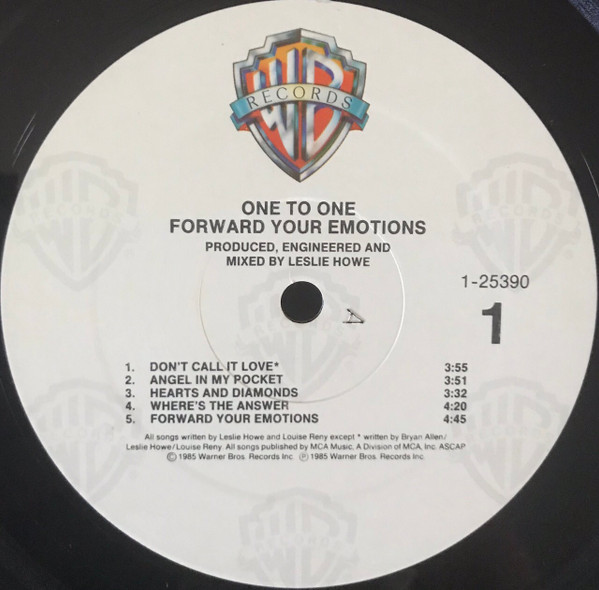 WB
RECORDS
ONE TO ONE
FORWARD YOUR EMOTIONS
PRODUCED, ENGINEERED AND
MIXED BY LESLIE HOWE
1-25390
1
1. DON'T CALL IT LOVE* 3:55
2. ANGEL IN MY POCKET 3:51
3. HEARTS AND DIAMONDS 3:32
4. WHERE'S THE ANSWER 4:20
5. FORWARD YOUR EMOTIONS 4:45
All songs written by Leslie Howe and Louise Reny except * written by Bryan Allen/
Leslie Howe/Louise Reny All songs published by MCA Music, A Division of MCA, Inc ASCAP
© 1985 Warner Bros. Records Inc ℗ 1985 Warner Bros. Records Inc.